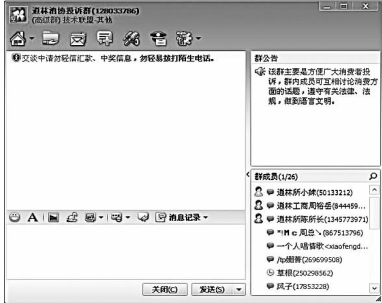 道林消协投诉群(128033786)
(高级群) 技术联盟-其他
交谈中请勿轻信汇款、中奖信息，勿轻易拨打陌生电话。
A
消息记录
关闭(C)
发送(S)
群公告
该群主要是方便广大消费者投
诉，群内成员可互相讨论消费方
面的话题，遵守有关法律、法
规，做到语言文明。
群成员(1/26)
道林所小妹(50133212)
道林工商周裕岳(844459...
道林所陈所长(1345773971)
周总(867513796)
一个人唱情歌<xiaofengd...
(269699508)
草根(250298562)
风子(17853228)